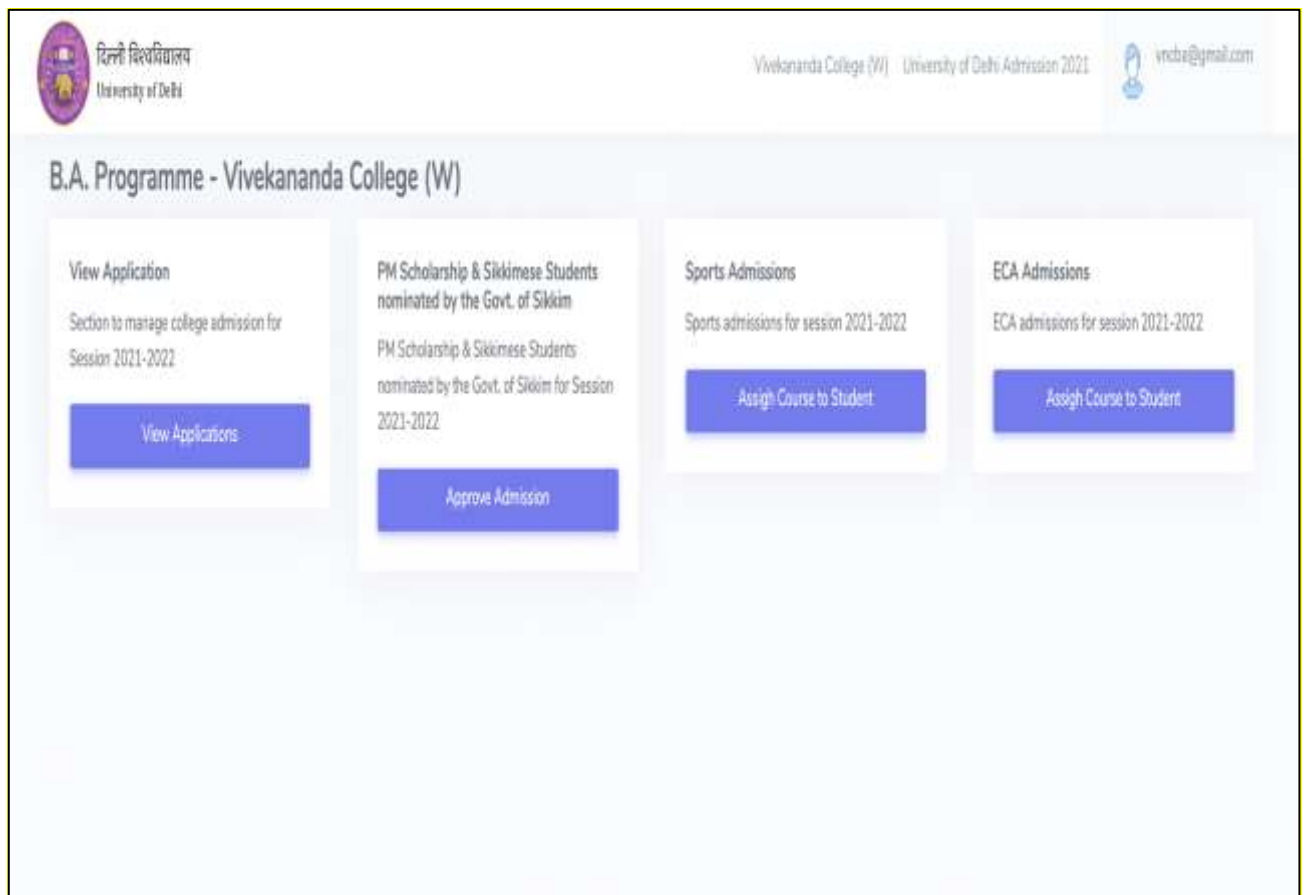 दिल्ली विश्वविद्यालय
University of Delhi
Vivekananda College (W) University of Delhi Admission 2021
vncba@gmail.com
B.A. Programme - Vivekananda College (W)
View Application
Section to manage college admission for
Session 2021-2022
View Applications
PM Scholarship & Sikkimese Students
nominated by the Govt. of Sikkim
PM Scholarship & Sikkimese Students
nominated by the Govt. of Sikkim for Session
2021-2022
Approve Admission
Sports Admissions
Sports admissions for session 2021-2022
Assigh Course to Student
ECA Admissions
ECA admissions for session 2021-2022
Assigh Course to Student